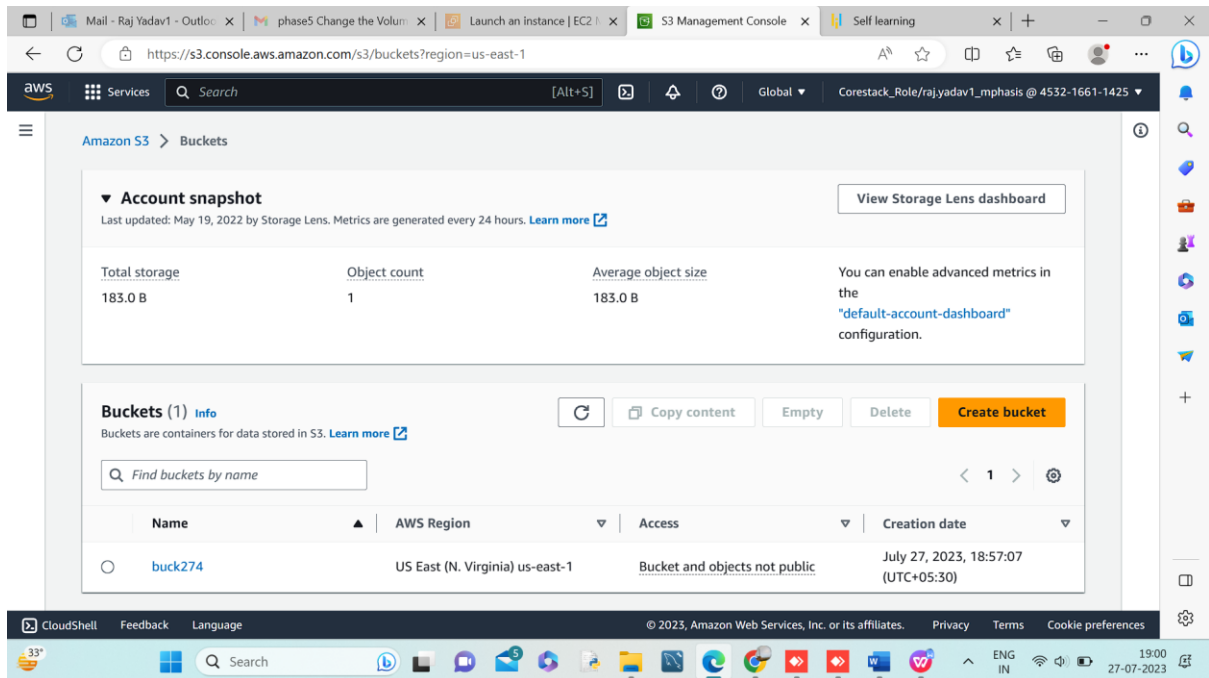 Mail - Raj Yadav1 - Outloo
phase5 Change the Volum
Launch an instance | EC2
S3 Management Console
Self learning
https://s3.console.aws.amazon.com/s3/buckets?region=us-east-1
aws
Services
Search
[Alt+S]
Global
Corestack_Role/raj.yadav1_mphasis @ 4532-1661-1425
Amazon S3 > Buckets
Account snapshot
View Storage Lens dashboard
Last updated: May 19, 2022 by Storage Lens. Metrics are generated every 24 hours. Learn more
Total storage
Object count
Average object size
You can enable advanced metrics in
the
"default-account-dashboard"
configuration.
183.0 B
1
183.0 B
Buckets (1) Info
Copy content
Empty
Delete
Create bucket
Buckets are containers for data stored in S3. Learn more
Find buckets by name
1
Name
AWS Region
Access
Creation date
buck274
US East (N. Virginia) us-east-1
Bucket and objects not public
July 27, 2023, 18:57:07
(UTC+05:30)
CloudShell
Feedback
Language
© 2023, Amazon Web Services, Inc. or its affiliates.
Privacy
Terms
Cookie preferences
33°
Search
5
ENG
IN
19:00
27-07-2023